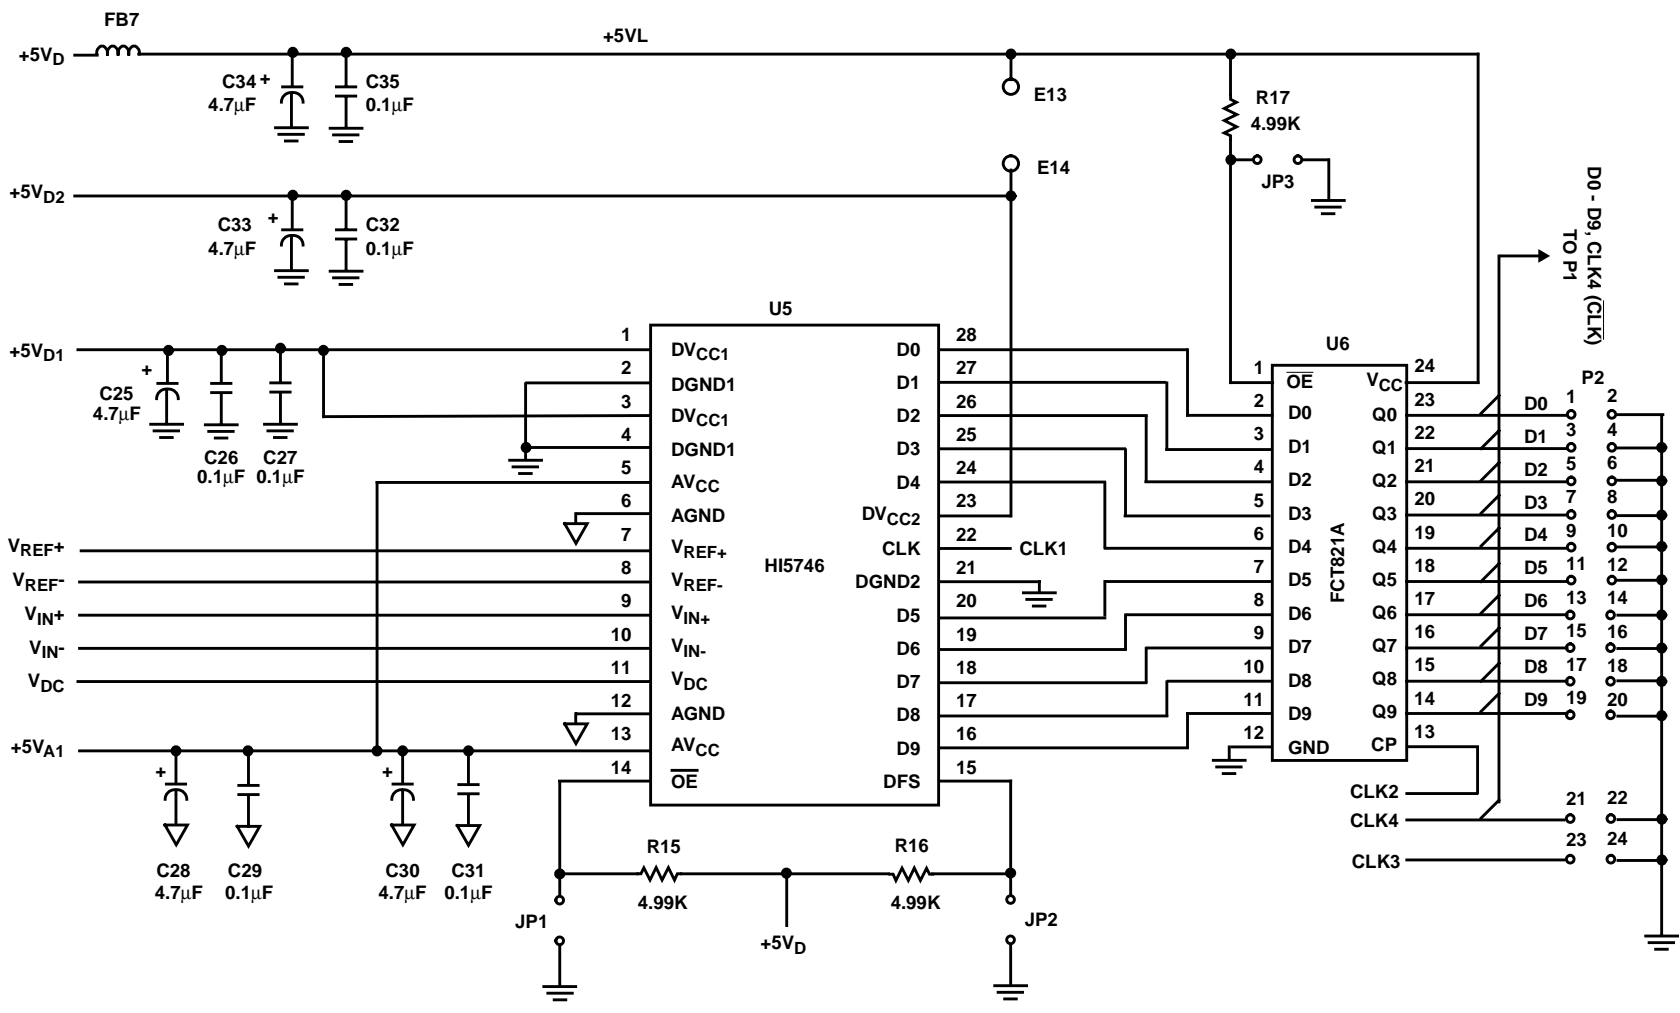 FB7
+5VD
+5VL
C34 +
4.7µF
C35
0.1µF
E13
R17
4.99K
E14
JP3
+5VD2
C33 +
4.7µF
C32
0.1µF
D0 - D9, CLK4 (CLK)
TO P1
U5
+5VD1
+
C25
4.7µF
C26
0.1µF
C27
0.1µF
1 DVCC1
2 DGND1
3 DVCC1
4 DGND1
5 AVCC
6 AGND
7 VREF+
8 VREF-
9 VIN+
10 VIN-
11 VDC
12 AGND
13 AVCC
14 OE
HI5746
D0 28
D1 27
D2 26
D3 25
D4 24
DVCC2 23
CLK 22
CLK1
DGND2 21
D5 20
D6 19
D7 18
D8 17
D9 16
DFS 15
VREF+
VREF-
VIN+
VIN-
VDC
+5VA1
+
C28
4.7µF
C29
0.1µF
+
C30
4.7µF
C31
0.1µF
R15
4.99K
R16
4.99K
JP1
+5VD
JP2
U6
1 OE
2 D0
3 D1
4 D2
5 D3
6 D4
7 D5
8 D6
9 D7
10 D8
11 D9
12 GND
FCT821A
VCC 24
Q0 23
Q1 22
Q2 21
Q3 20
Q4 19
Q5 18
Q6 17
Q7 16
Q8 15
Q9 14
CP 13
P2
D0 1 2
D1 3 4
D2 5 6
D3 7 8
D4 9 10
D5 11 12
D6 13 14
D7 15 16
D8 17 18
D9 19 20
CLK2
CLK4 21 22
CLK3 23 24